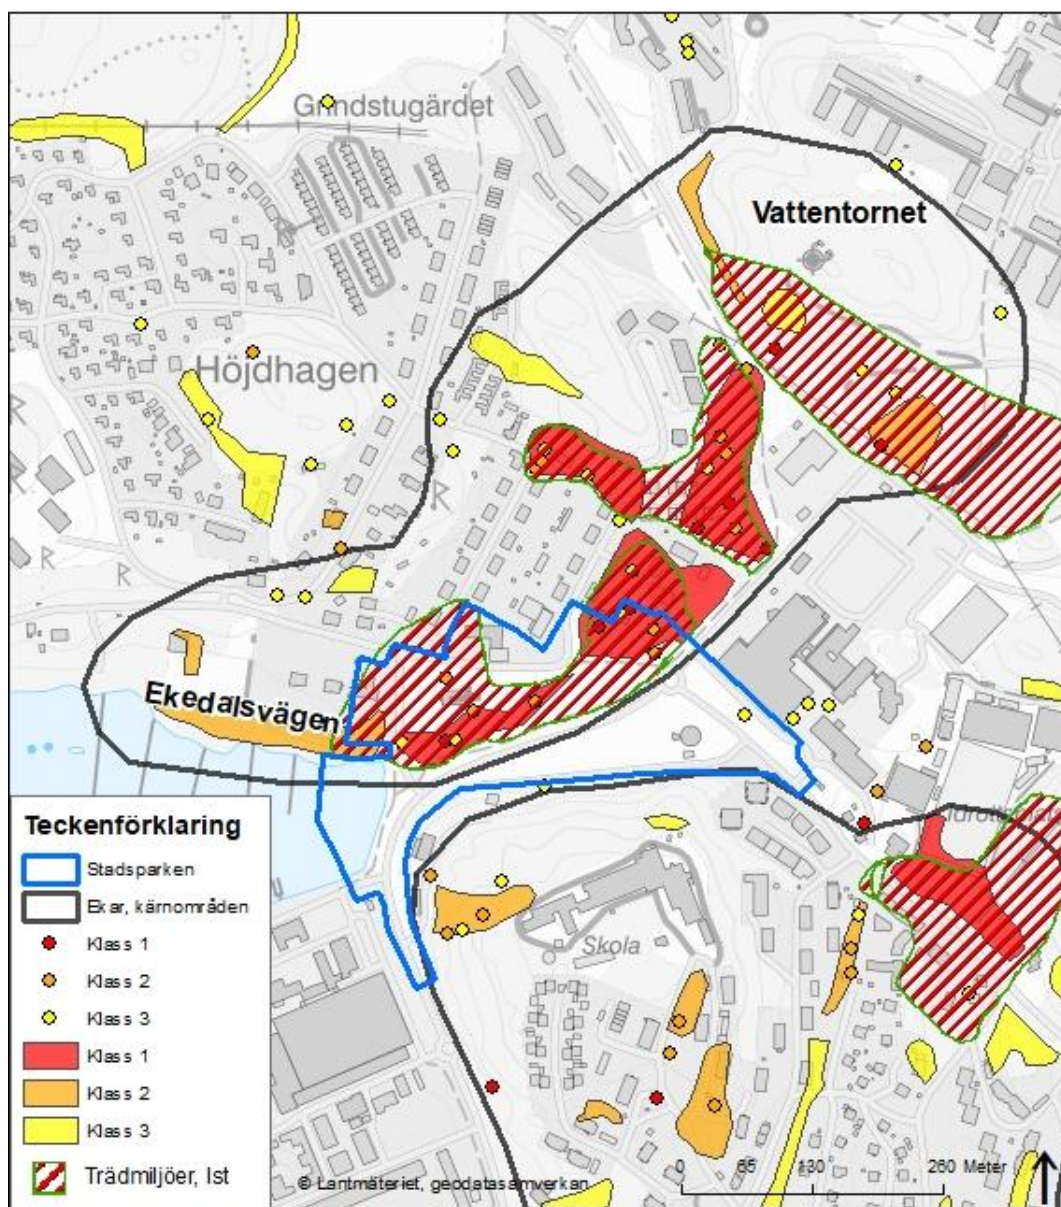 Grindstugärdet
Vattentornet
Höjdhagen
Ekedalsvägen
Skola
Teckenförklaring
Stadsparken
Ekar, kärnområden
Klass 1
Klass 2
Klass 3
Klass 1
Klass 2
Klass 3
Trädmiljöer, lst
0 65 130 260 Meter
© Lantmäteriet, geodatasamverkan